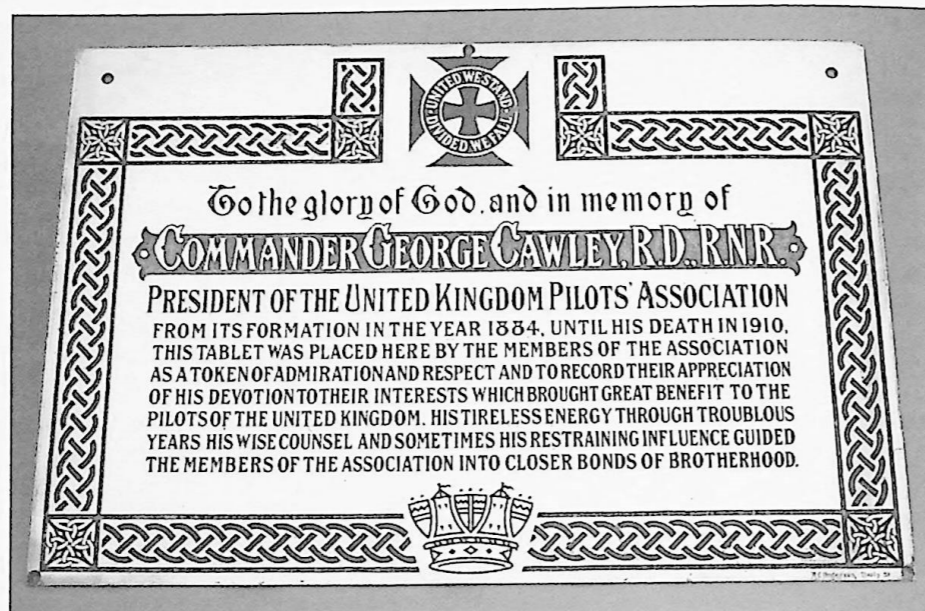 UNITED WE STAND
DIVIDED WE FALL
To the glory of God, and in memory of
COMMANDER GEORGE CAWLEY, R.D., R.N.R.
PRESIDENT OF THE UNITED KINGDOM PILOTS' ASSOCIATION
FROM ITS FORMATION IN THE YEAR 1884, UNTIL HIS DEATH IN 1910,
THIS TABLET WAS PLACED HERE BY THE MEMBERS OF THE ASSOCIATION
AS A TOKEN OF ADMIRATION AND RESPECT AND TO RECORD THEIR APPRECIATION
OF HIS DEVOTION TO THEIR INTERESTS WHICH BROUGHT GREAT BENEFIT TO THE
PILOTS OF THE UNITED KINGDOM. HIS TIRELESS ENERGY THROUGH TROUBLOUS
YEARS HIS WISE COUNSEL AND SOMETIMES HIS RESTRAINING INFLUENCE GUIDED
THE MEMBERS OF THE ASSOCIATION INTO CLOSER BONDS OF BROTHERHOOD.